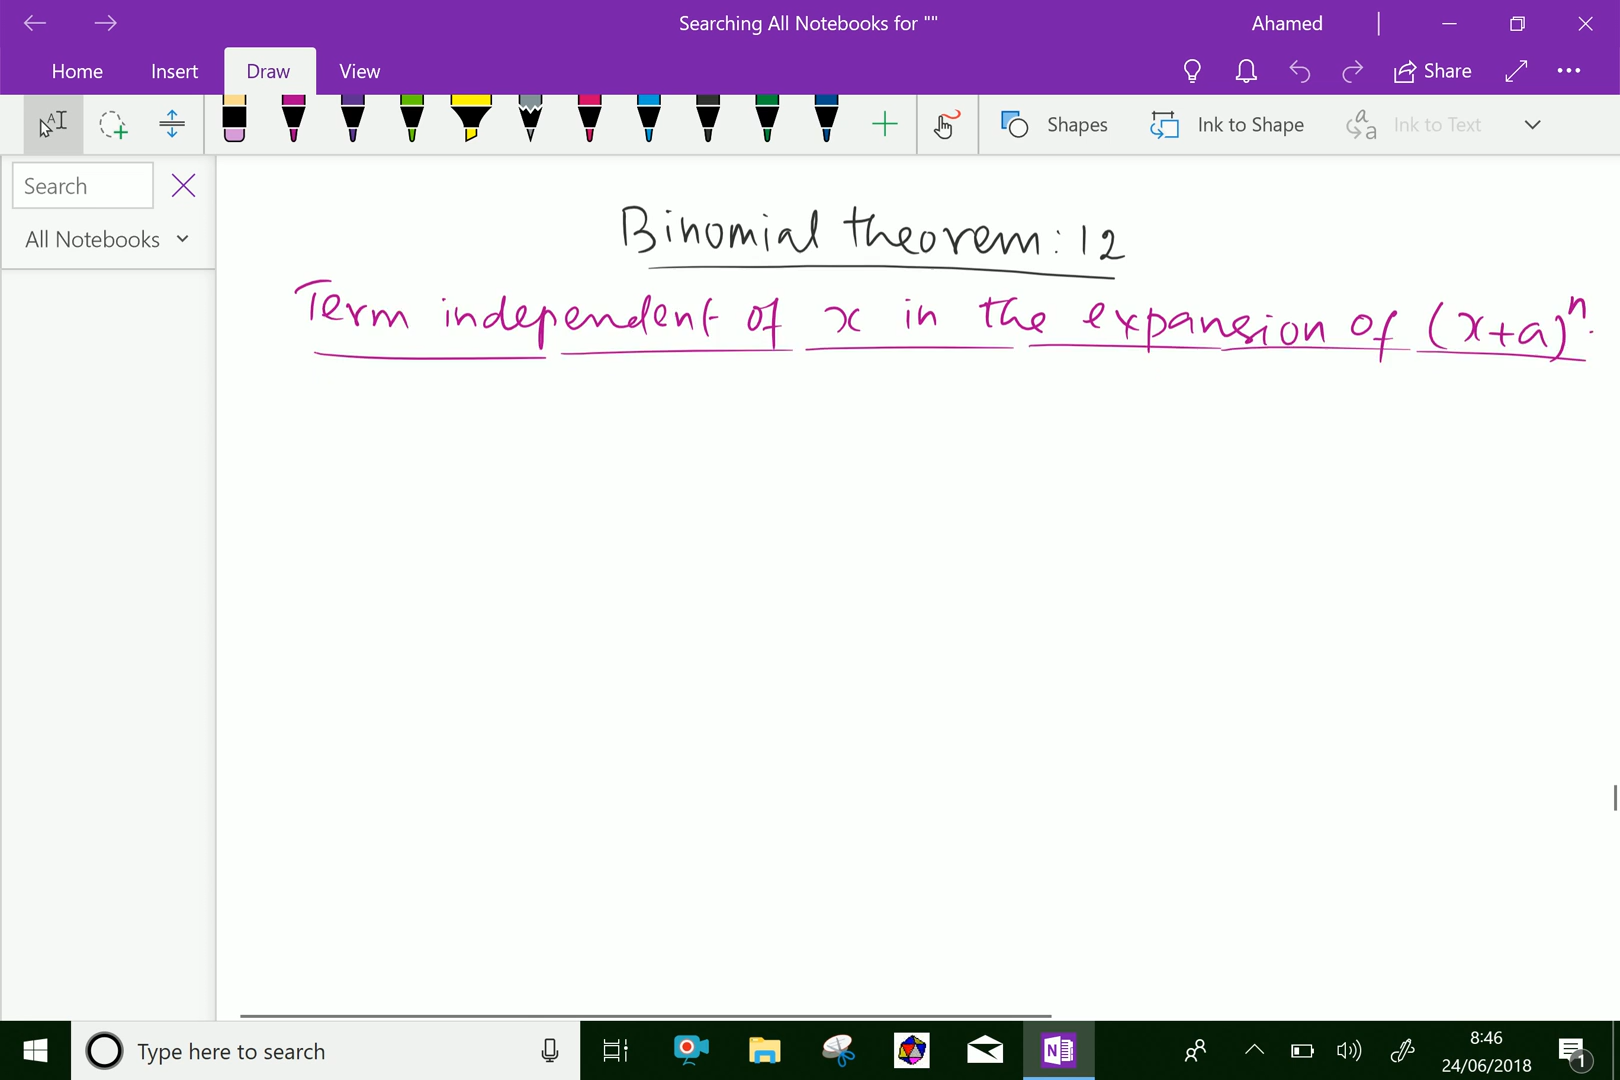 Searching All Notebooks for ""
Ahamed
Home Insert Draw View
Share
Shapes Ink to Shape Ink to Text
Search
All Notebooks
Binomial theorem: 12
Term independent of x in the expansion of (x+a)ⁿ.
Type here to search
8:46
24/06/2018
1